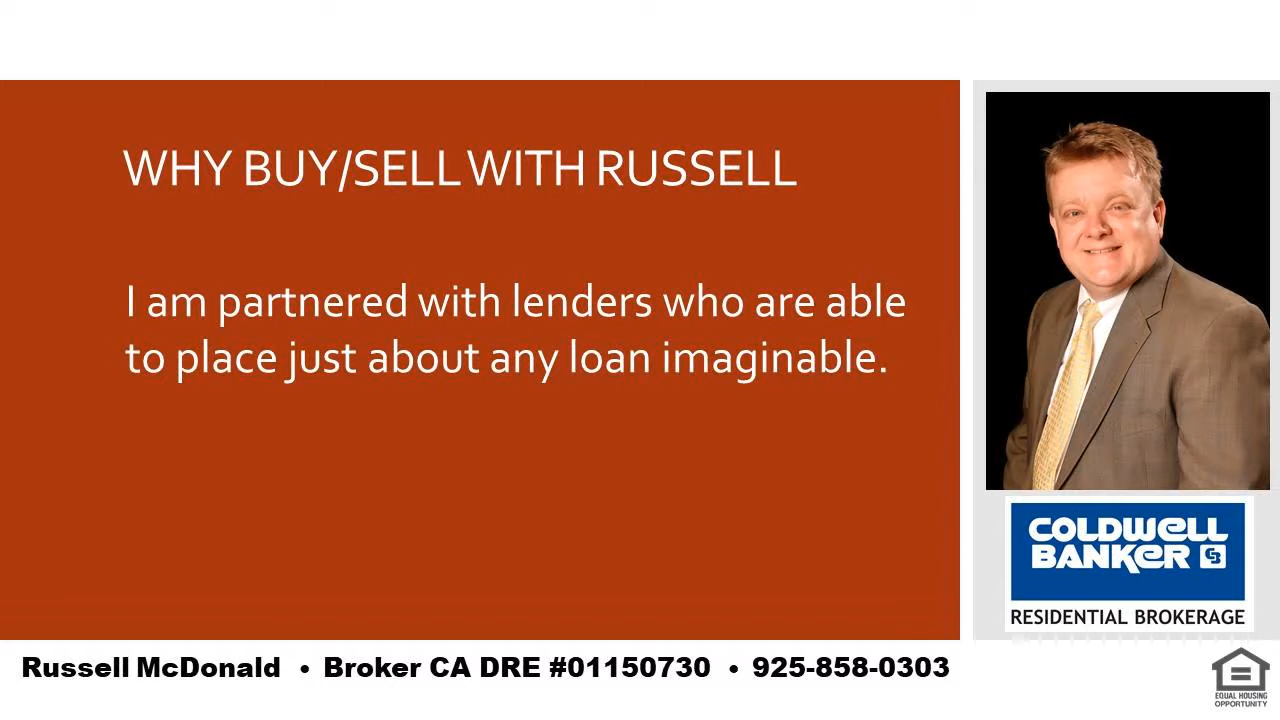 WHY BUY/SELL WITH RUSSELL
I am partnered with lenders who are able
to place just about any loan imaginable.
COLDWELL
BANKER CB
RESIDENTIAL BROKERAGE
Russell McDonald • Broker CA DRE #01150730 • 925-858-0303
EQUAL HOUSING
OPPORTUNITY